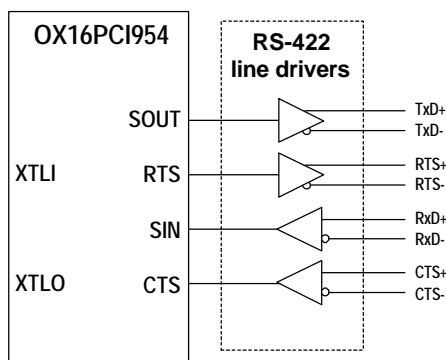 OX16PCI954
RS-422
line drivers
SOUT
TxD+
TxD-
XTLI
RTS
RTS+
RTS-
SIN
RxD+
RxD-
XTLO
CTS
CTS+
CTS-